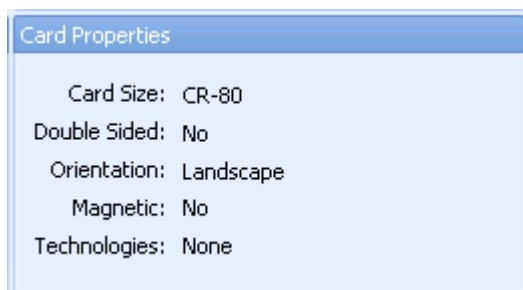 Card Properties
Card Size: CR-80
Double Sided: No
Orientation: Landscape
Magnetic: No
Technologies: None